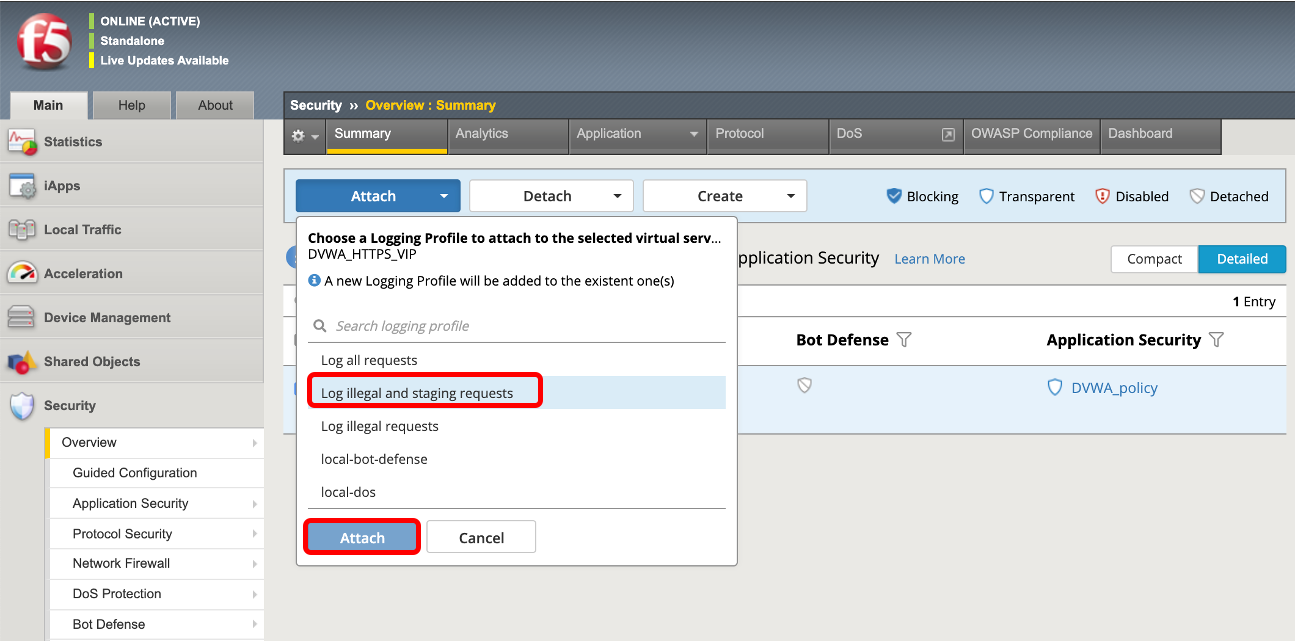 f5
ONLINE (ACTIVE)
Standalone
Live Updates Available
Main Help About
Security ›› Overview : Summary
Summary Analytics Application Protocol DoS OWASP Compliance Dashboard
Statistics
iApps
Local Traffic
Acceleration
Device Management
Shared Objects
Security
Overview
Guided Configuration
Application Security
Protocol Security
Network Firewall
DoS Protection
Bot Defense
Attach Detach Create Blocking Transparent Disabled Detached
Choose a Logging Profile to attach to the selected virtual serv...
DVWA_HTTPS_VIP
A new Logging Profile will be added to the existent one(s)
Search logging profile
Log all requests
Log illegal and staging requests
Log illegal requests
local-bot-defense
local-dos
Attach Cancel
pplication Security Learn More Compact Detailed
1 Entry
Bot Defense Application Security
DVWA_policy